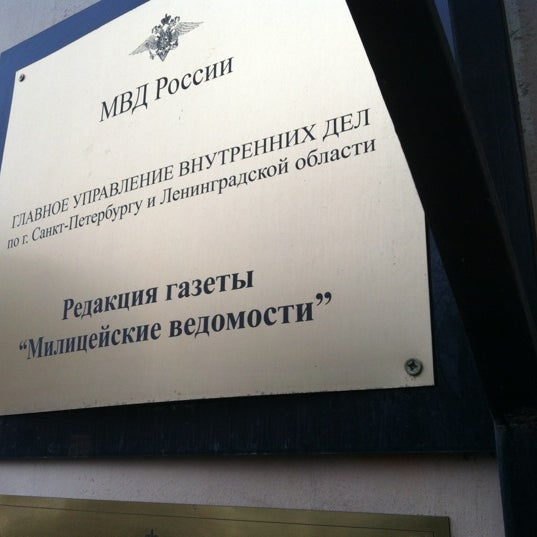 МВД России
ГЛАВНОЕ УПРАВЛЕНИЕ ВНУТРЕННИХ ДЕЛ
по г. Санкт-Петербургу и Ленинградской области
Редакция газеты
“Милицейские ведомости”